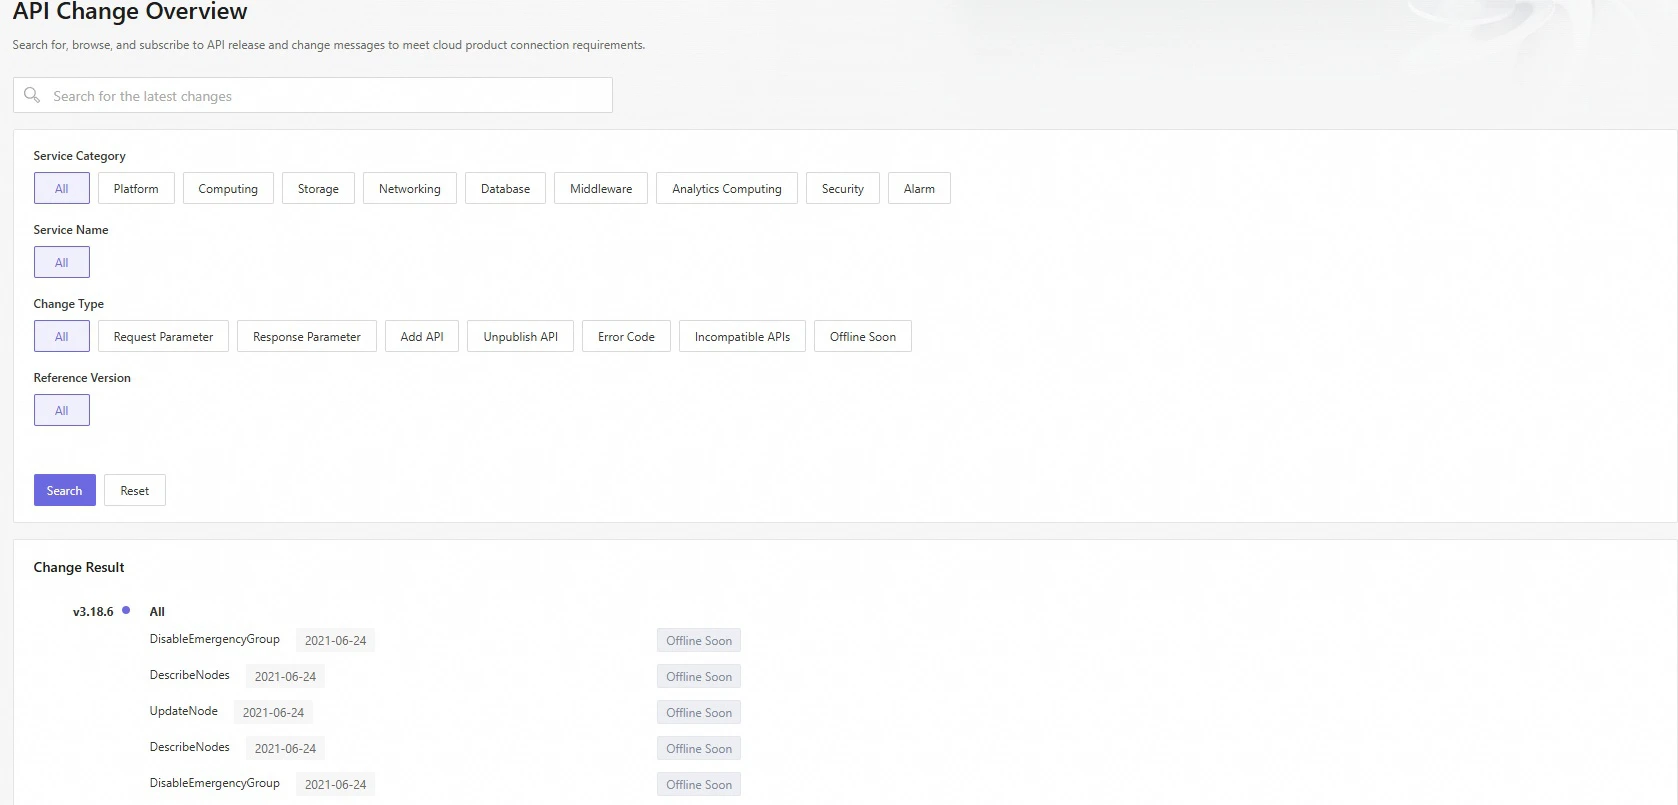 API Change Overview
Search for, browse, and subscribe to API release and change messages to meet cloud product connection requirements.
Search for the latest changes
Service Category
All Platform Computing Storage Networking Database Middleware Analytics Computing Security Alarm
Service Name
All
Change Type
All Request Parameter Response Parameter Add API Unpublish API Error Code Incompatible APIs Offline Soon
Reference Version
All
Search Reset
Change Result
v3.18.6 All
DisableEmergencyGroup 2021-06-24 Offline Soon
DescribeNodes 2021-06-24 Offline Soon
UpdateNode 2021-06-24 Offline Soon
DescribeNodes 2021-06-24 Offline Soon
DisableEmergencyGroup 2021-06-24 Offline Soon